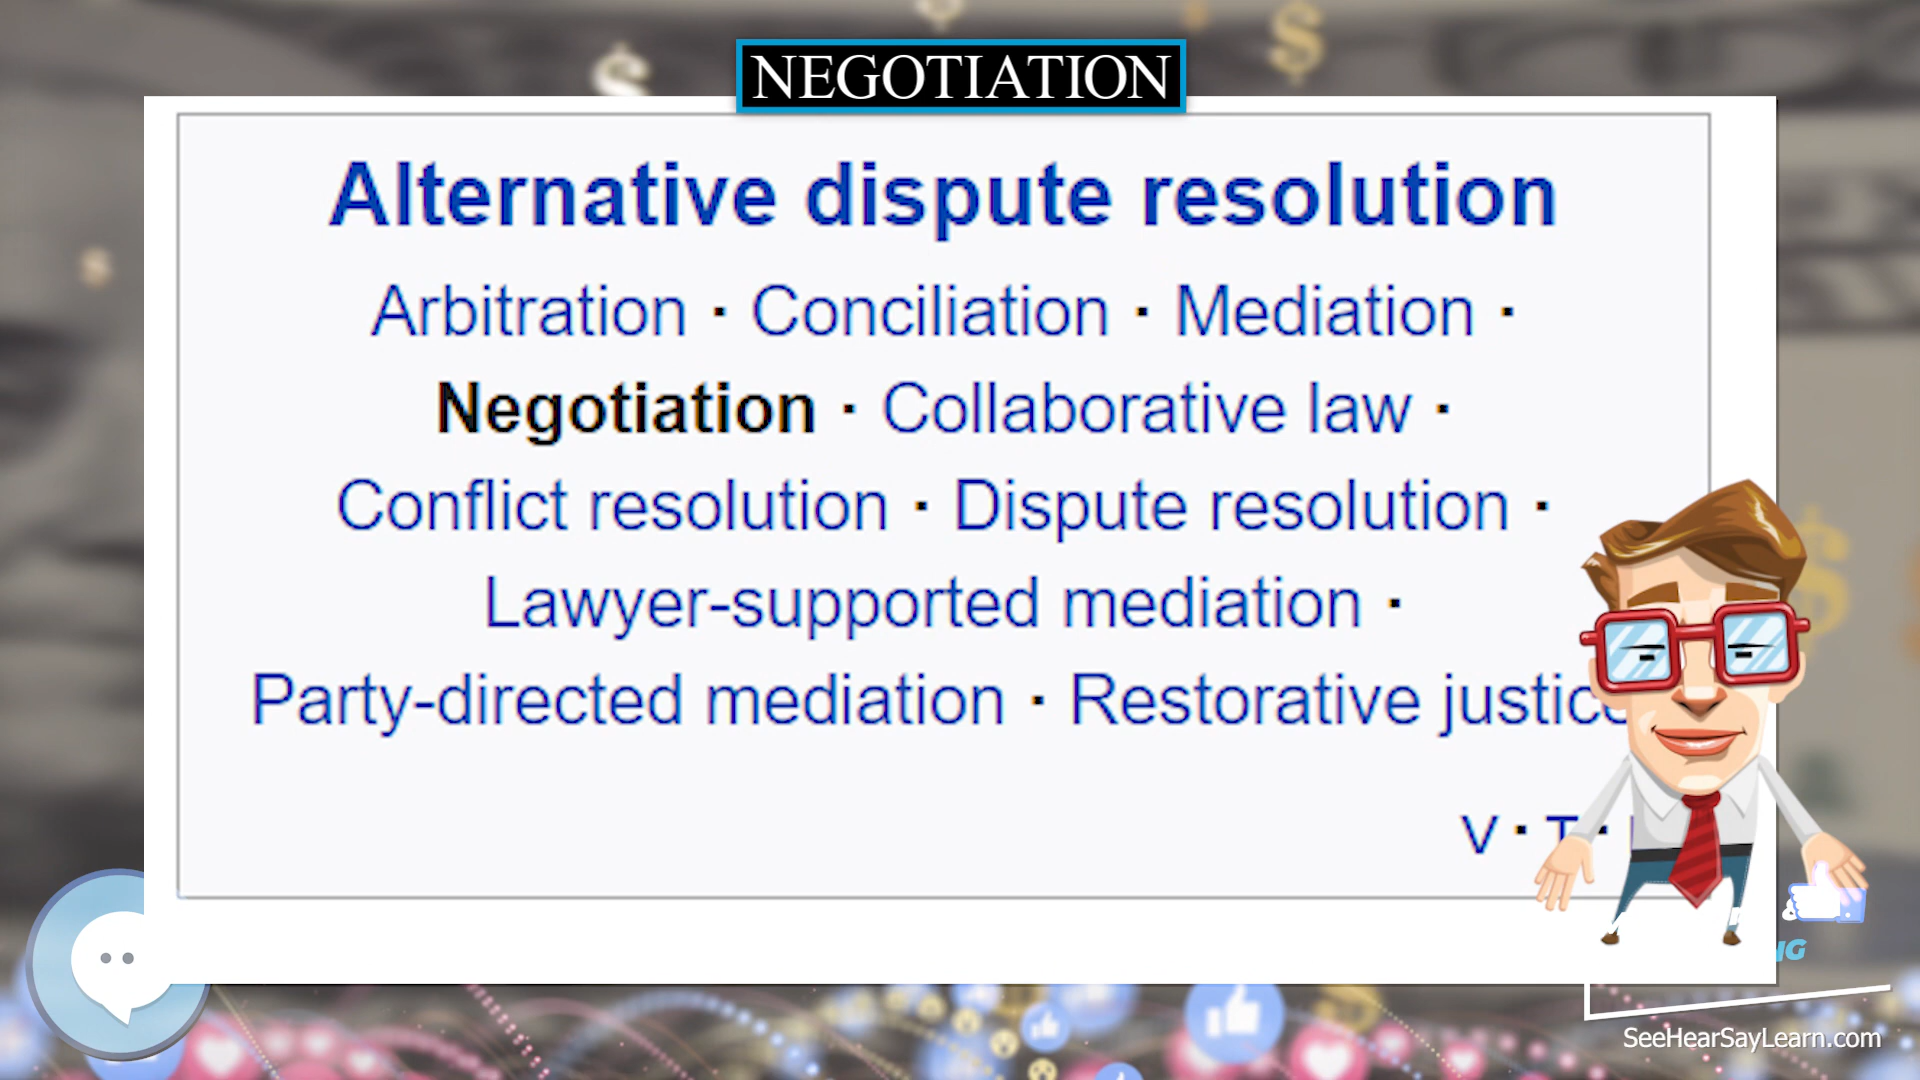 NEGOTIATION
Alternative dispute resolution
Arbitration · Conciliation · Mediation ·
Negotiation · Collaborative law ·
Conflict resolution · Dispute resolution ·
Lawyer-supported mediation ·
Party-directed mediation · Restorative justice
V · T ·
SeeHearSayLearn.com